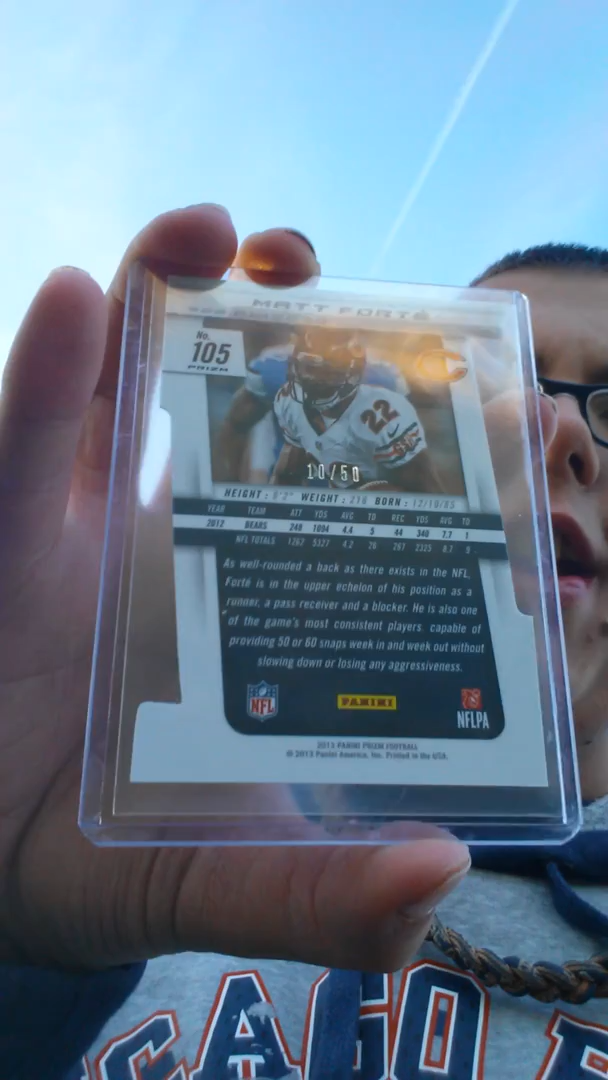 MATT FORTÉ
No.
105
PRIZM
C
22
10/50
HEIGHT: 6'2" WEIGHT: 218 BORN: 12/10/85
YEAR TEAM ATT YDS AVG TD REC YDS AVG TD
2012 BEARS 248 1094 4.4 5 44 340 7.7 1
NFL TOTALS 1262 5327 4.2 26 267 2325 8.7 9
As well-rounded a back as there exists in the NFL,
Forté is in the upper echelon of his position as a
runner, a pass receiver and a blocker. He is also one
of the game's most consistent players, capable of
providing 50 or 60 snaps week in and week out without
slowing down or losing any aggressiveness.
NFL PANINI NFLPA
2013 PANINI PRIZM FOOTBALL
© 2013 Panini America, Inc. Printed in the USA.
CAGO